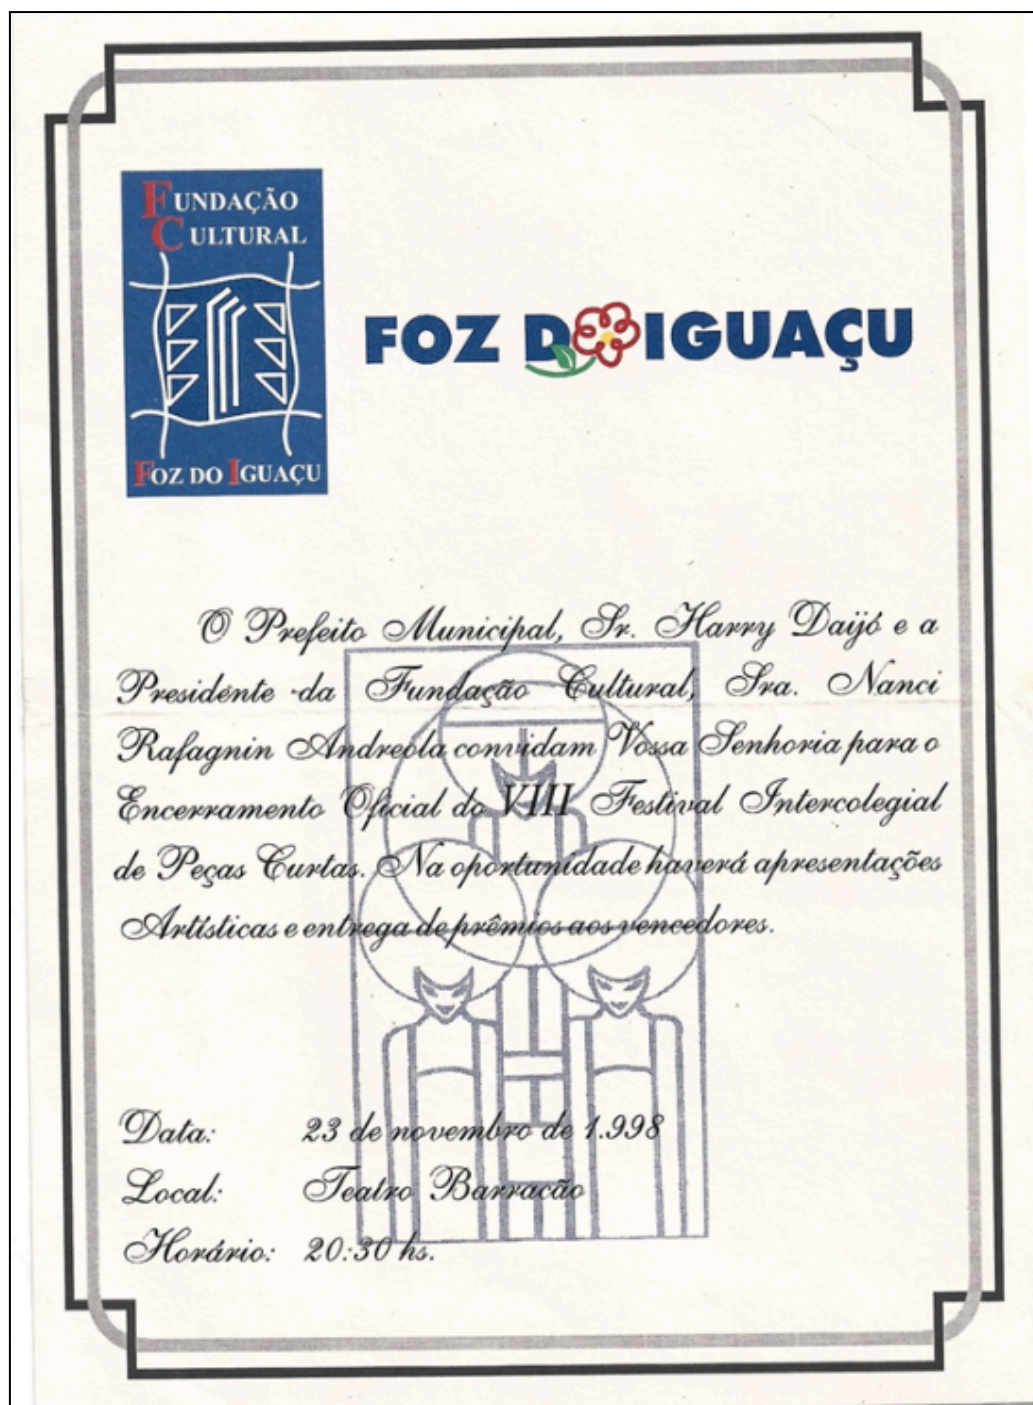 FUNDAÇÃO
CULTURAL
FOZ DO IGUAÇU
FOZ DO IGUAÇU
O Prefeito Municipal, Sr. Harry Daijó e a
Presidente da Fundação Cultural, Sra. Nanci
Rafagnin Andreola convidam Vossa Senhoria para o
Encerramento Oficial do VIII Festival Intercolegial
de Peças Curtas. Na oportunidade haverá apresentações
Artísticas e entrega de prêmios aos vencedores.
Data: 23 de novembro de 1.998
Local: Teatro Barracão
Horário: 20:30 hs.